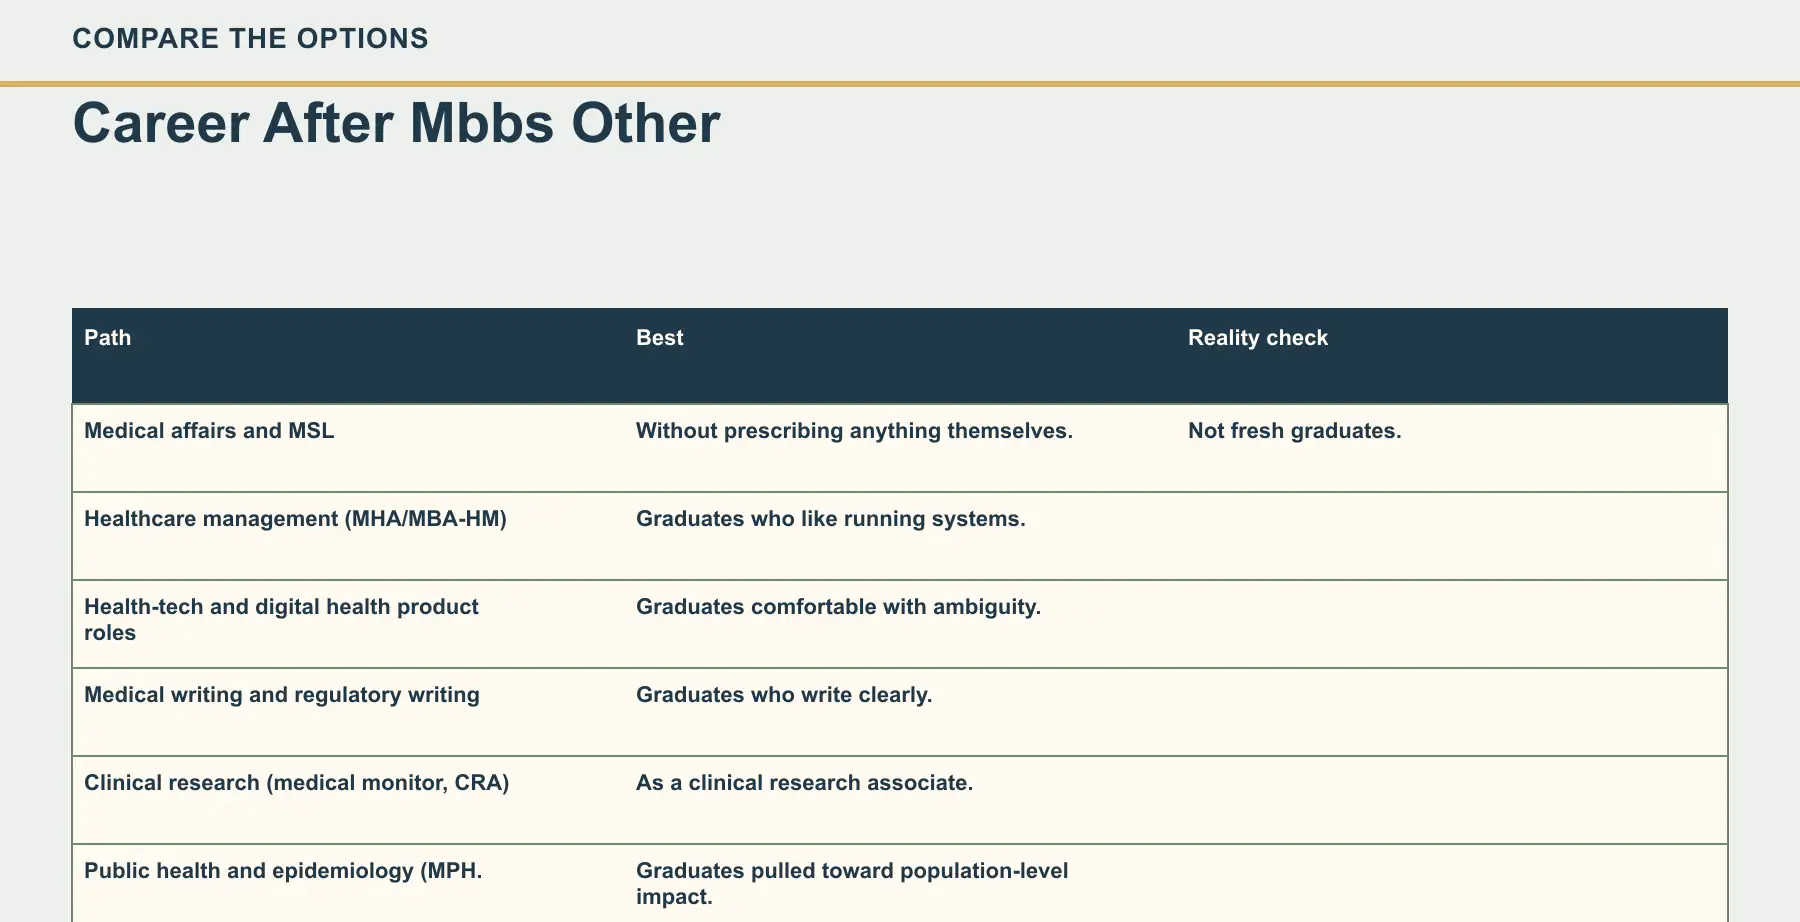 COMPARE THE OPTIONS
Career After Mbbs Other
Path Best Reality check
Medical affairs and MSL Without prescribing anything themselves. Not fresh graduates.
Healthcare management (MHA/MBA-HM) Graduates who like running systems.
Health-tech and digital health product
roles
Graduates comfortable with ambiguity.
Medical writing and regulatory writing Graduates who write clearly.
Clinical research (medical monitor, CRA) As a clinical research associate.
Public health and epidemiology (MPH.
Graduates pulled toward population-level
impact.